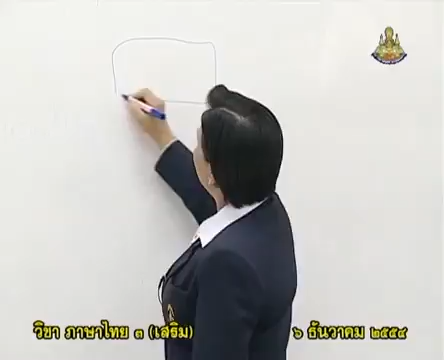 วิชา ภาษาไทย ๓ (เสริม) ๖ ธันวาคม ๒๕๕๔